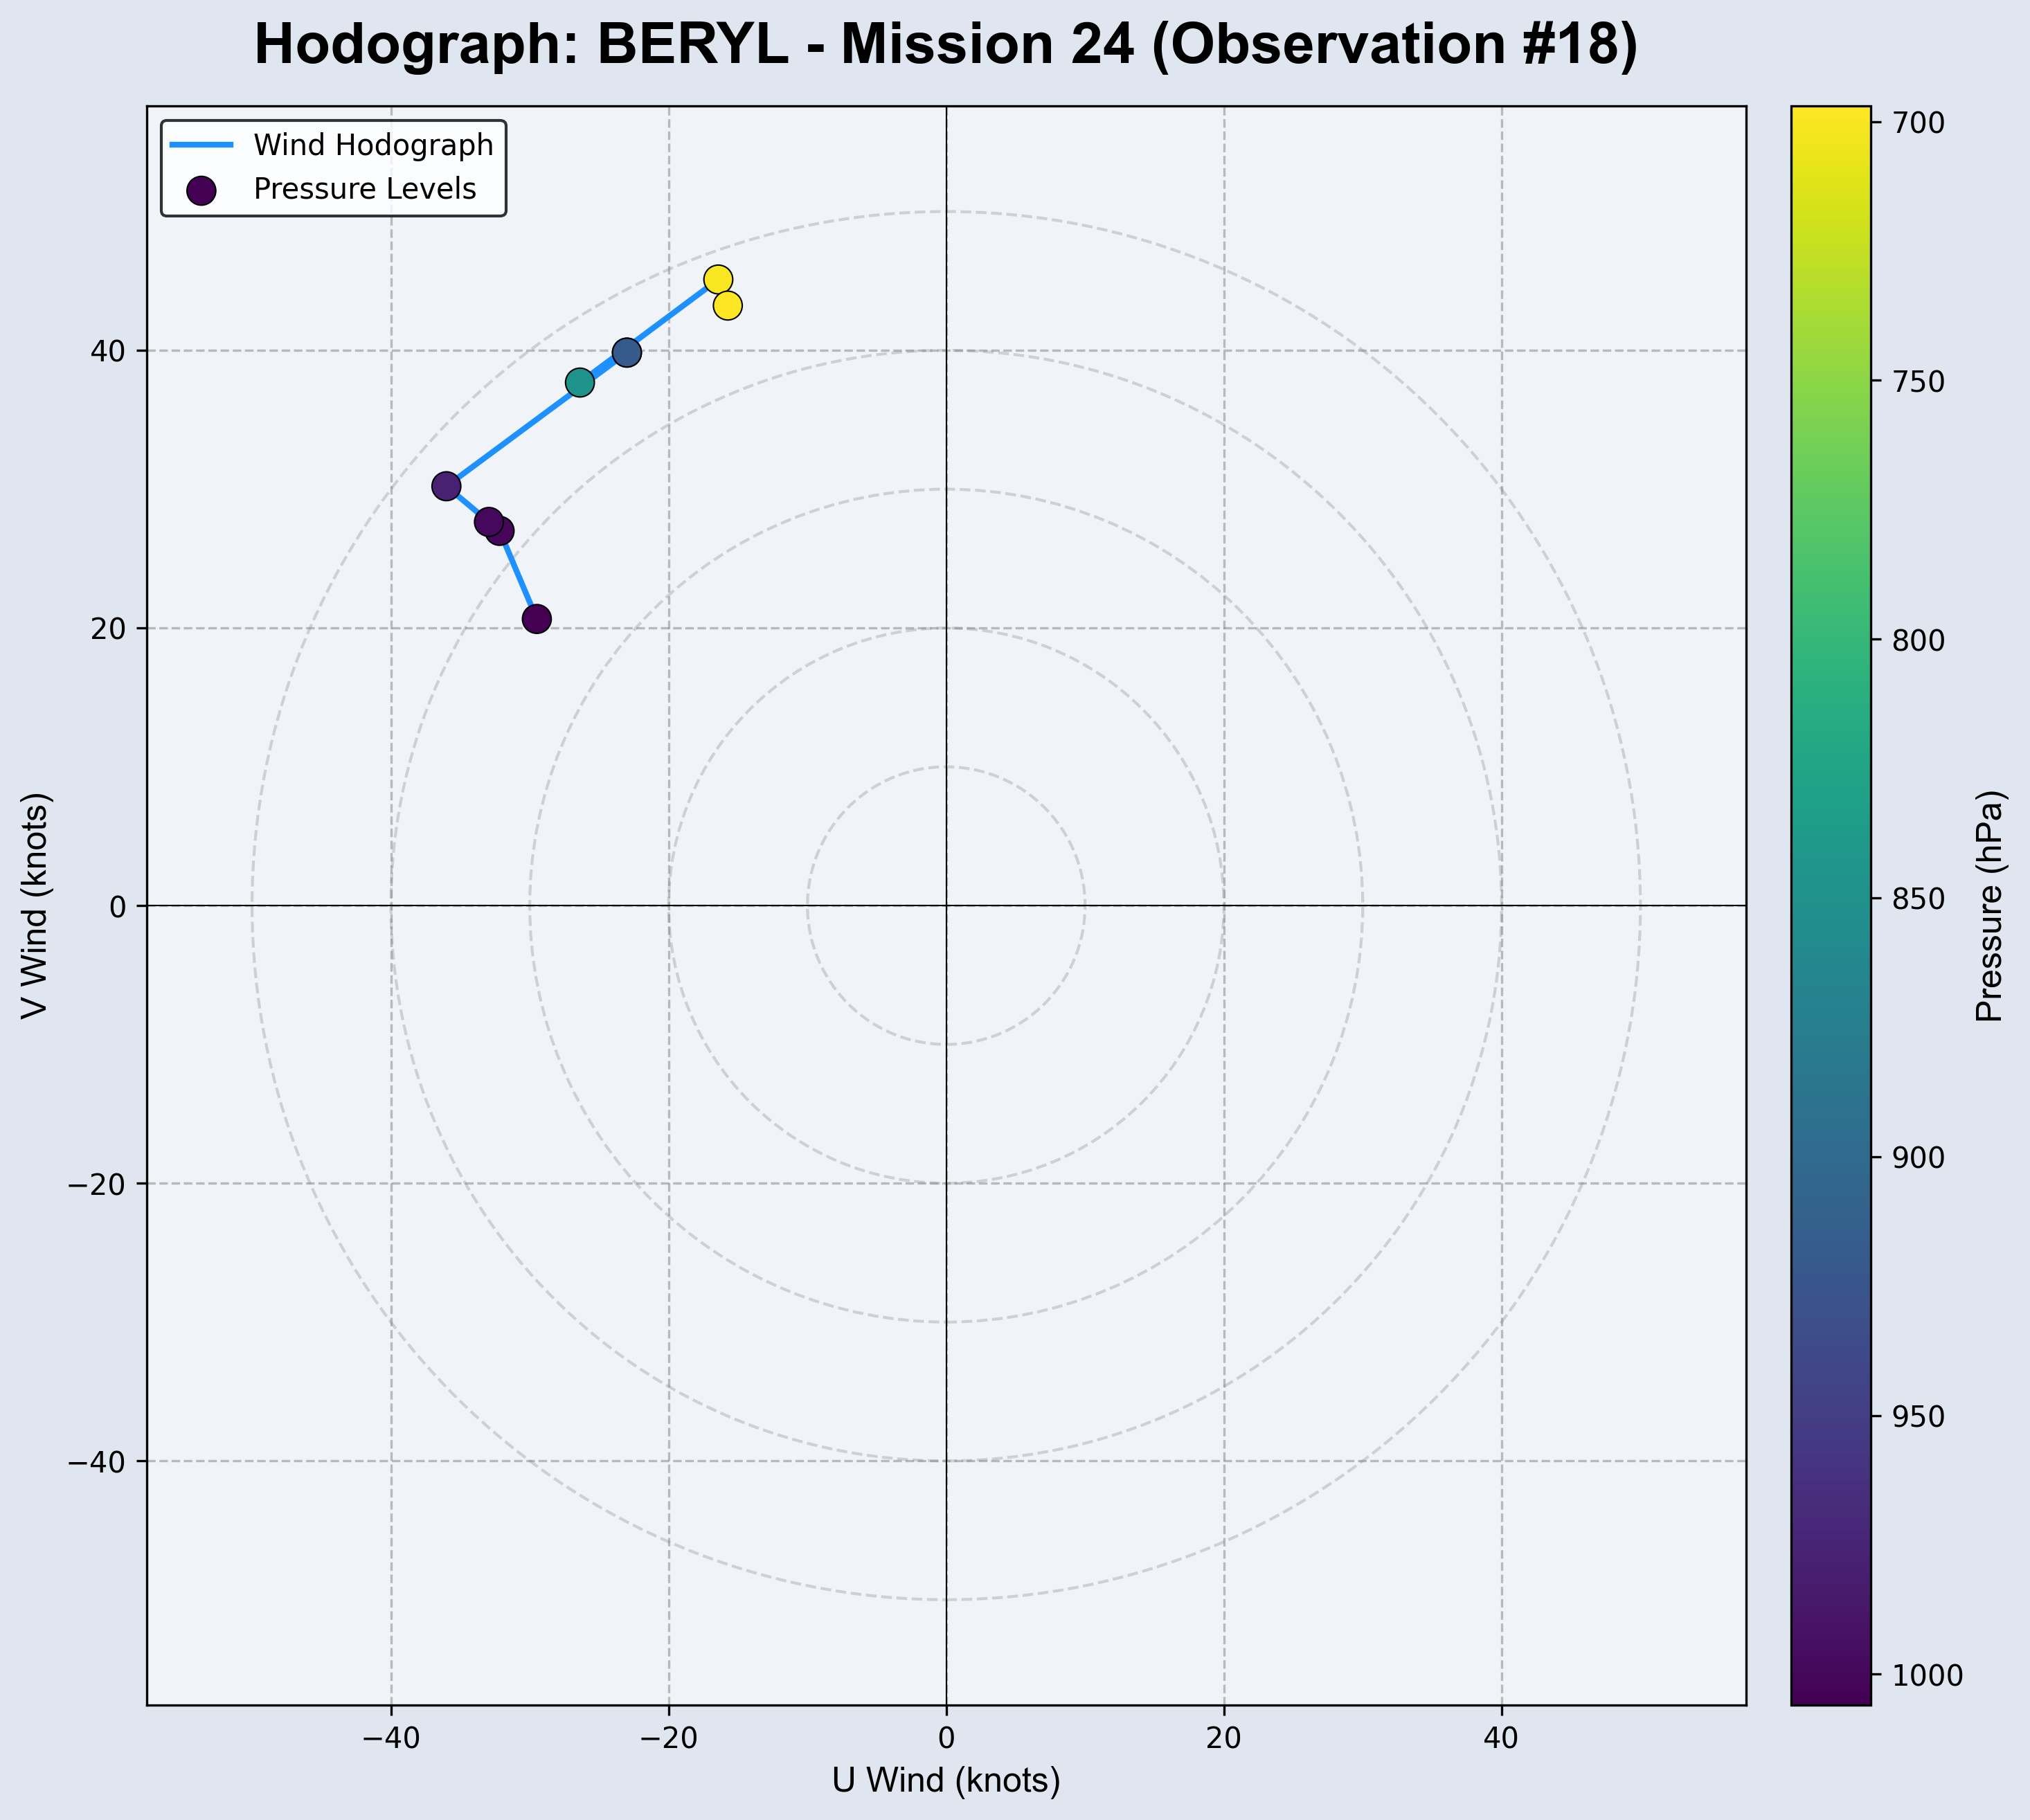 Hodograph: BERYL - Mission 24 (Observation #18)
Wind Hodograph
Pressure Levels
40
20
0
−20
−40
V Wind (knots)
−40
−20
0
20
40
U Wind (knots)
700
750
800
850
900
950
1000
Pressure (hPa)